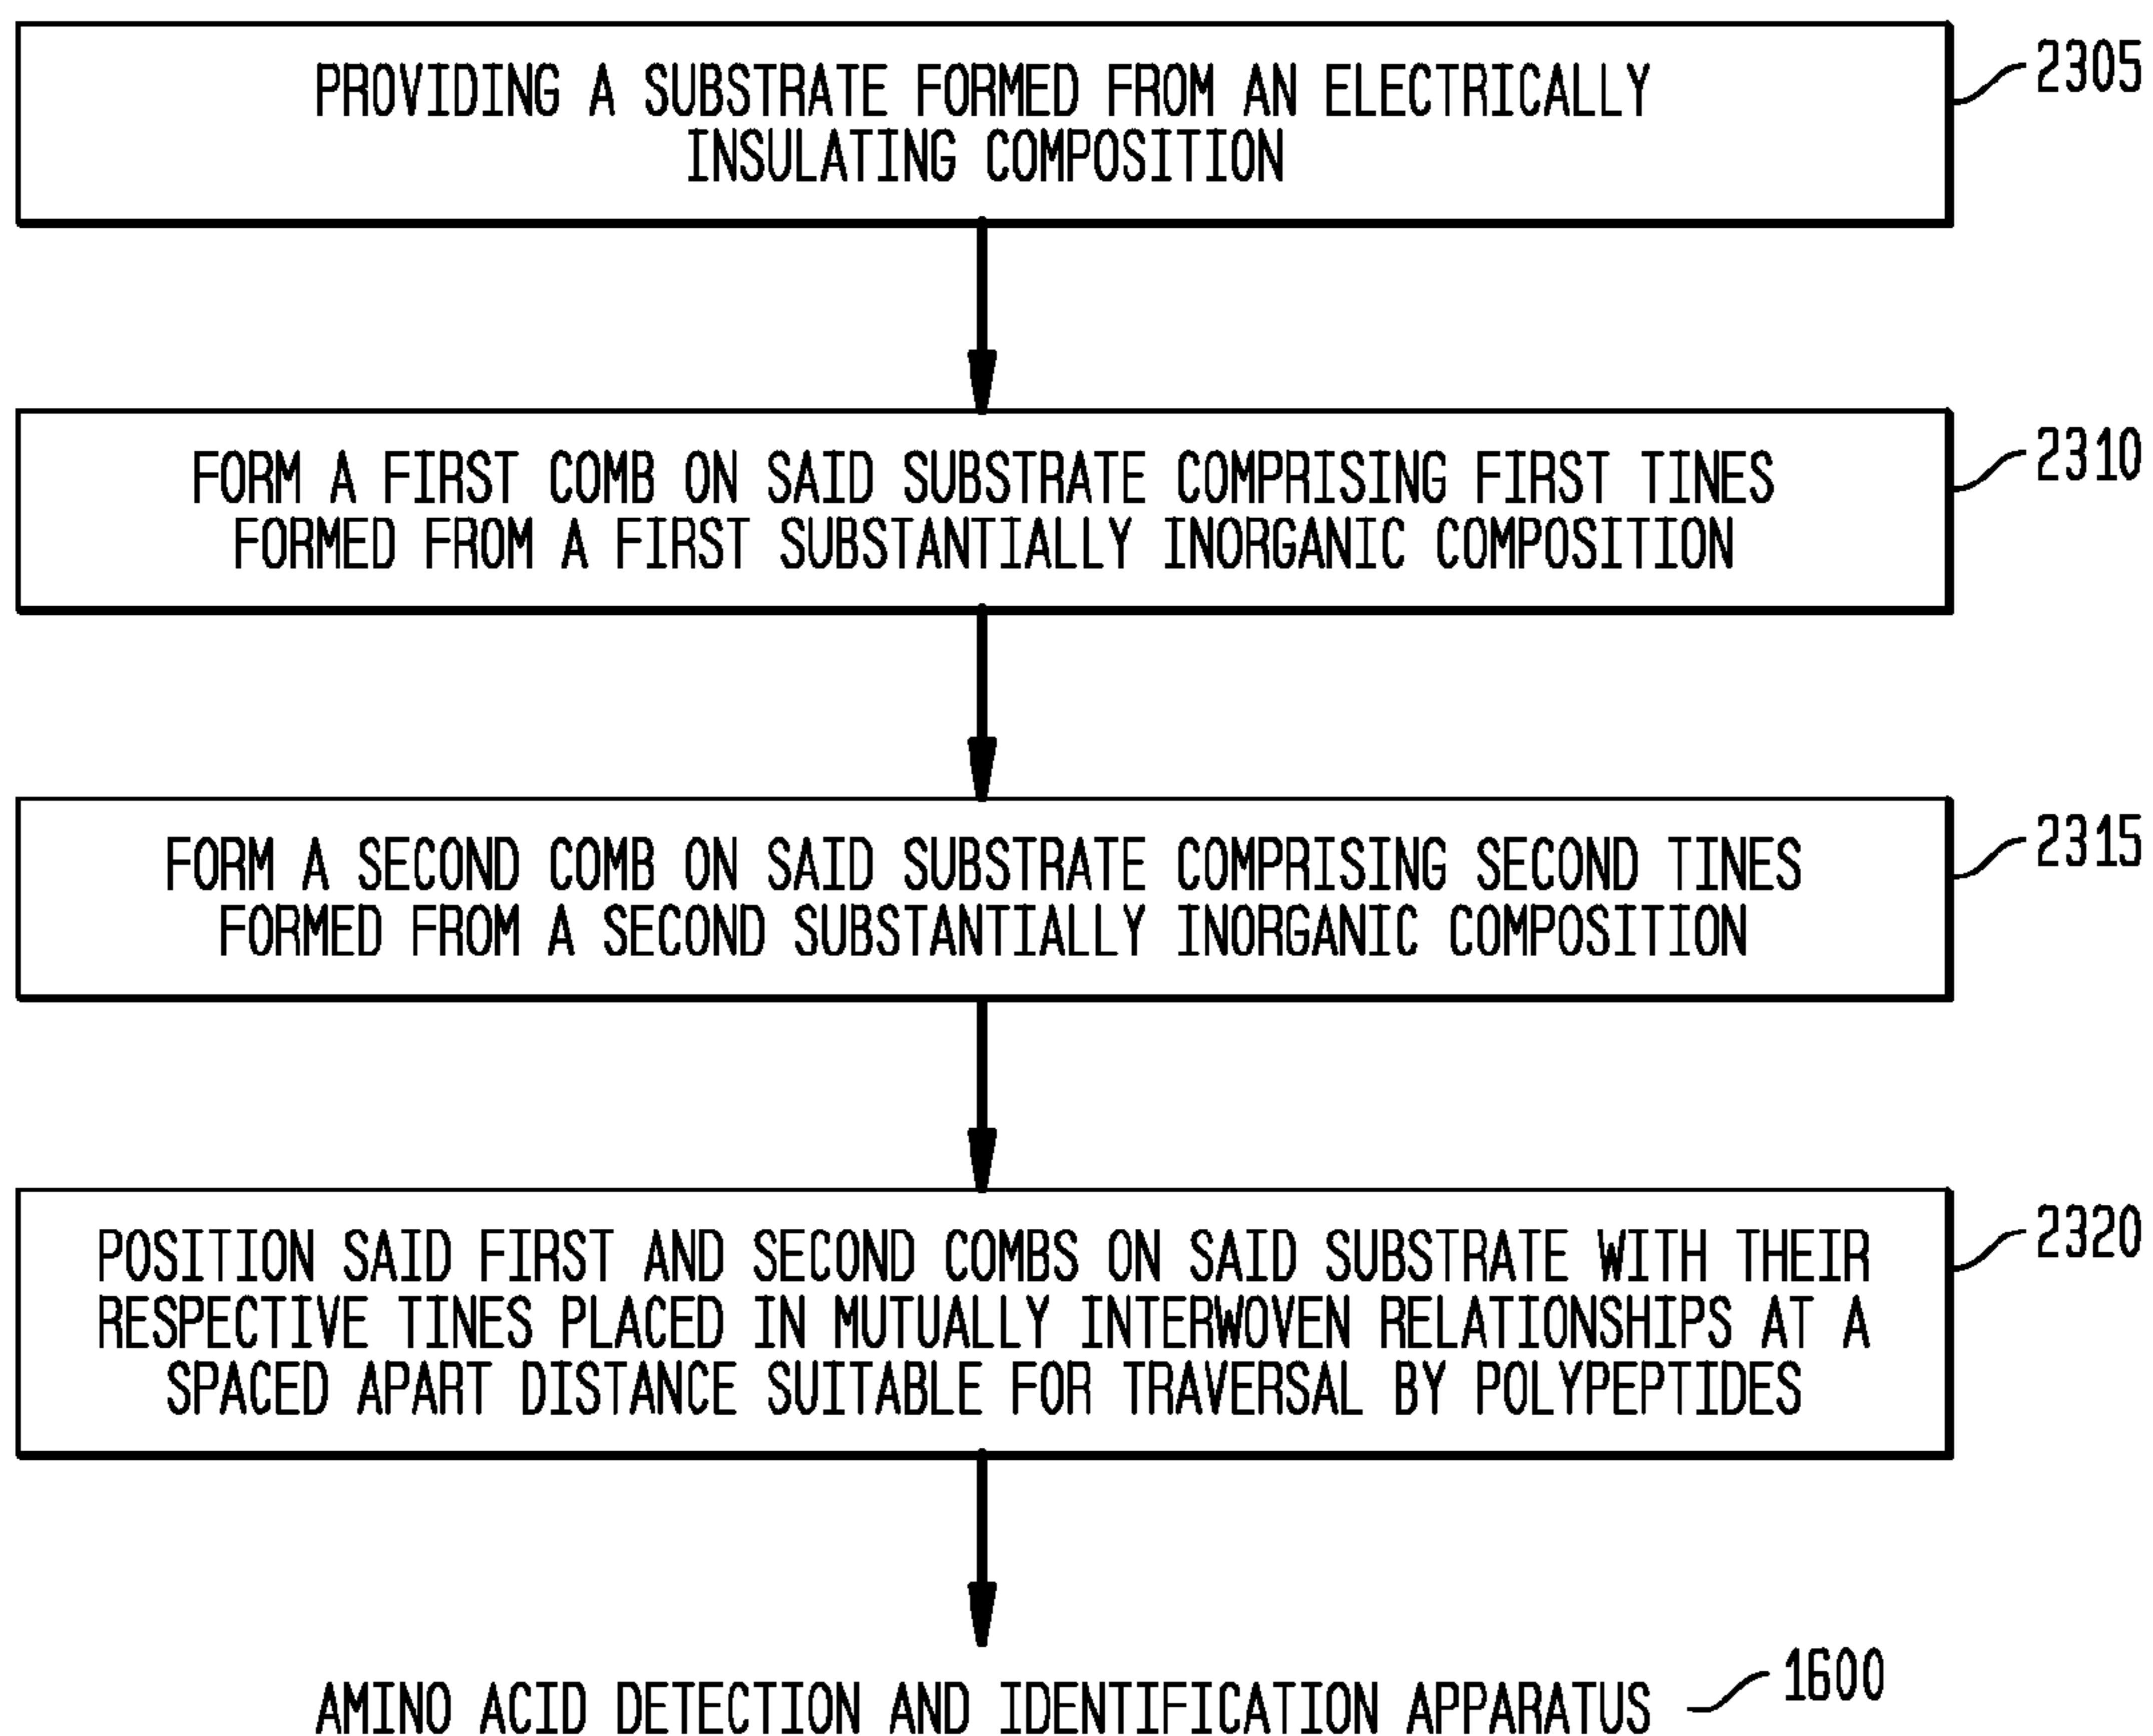 PROVIDING A SUBSTRATE FORMED FROM AN ELECTRICALLY
INSULATING COMPOSITION
2305
FORM A FIRST COMB ON SAID SUBSTRATE COMPRISING FIRST TINES
FORMED FROM A FIRST SUBSTANTIALLY INORGANIC COMPOSITION
2310
FORM A SECOND COMB ON SAID SUBSTRATE COMPRISING SECOND TINES
FORMED FROM A SECOND SUBSTANTIALLY INORGANIC COMPOSITION
2315
POSITION SAID FIRST AND SECOND COMBS ON SAID SUBSTRATE WITH THEIR
RESPECTIVE TINES PLACED IN MUTUALLY INTERWOVEN RELATIONSHIPS AT A
SPACED APART DISTANCE SUITABLE FOR TRAVERSAL BY POLYPEPTIDES
2320
AMINO ACID DETECTION AND IDENTIFICATION APPARATUS
1600